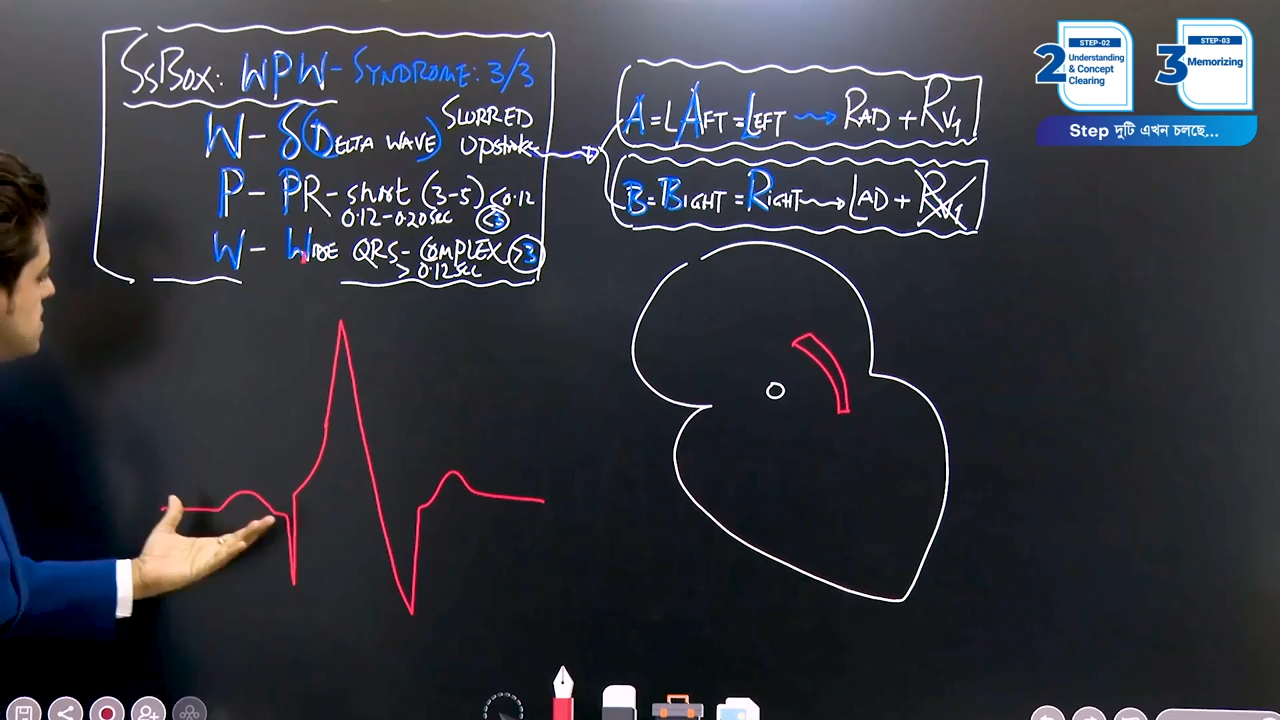 SsBox: WPW- SYNDROME: 3/3
W- δ(DELTA WAVE) SLURRED
Upstroke
P- PR- short (3-5) <0.12
0.12-0.20sec <3
W- WIDE QRS- COMPLEX >3
> 0.12sec
A = LAFT = LEFT → RAD + RV1
B = BIGHT = RIGHT → LAD + RV1
2
STEP-02
Understanding
& Concept
Clearing
3
STEP-03
Memorizing
Step দুটি এখন চলছে...